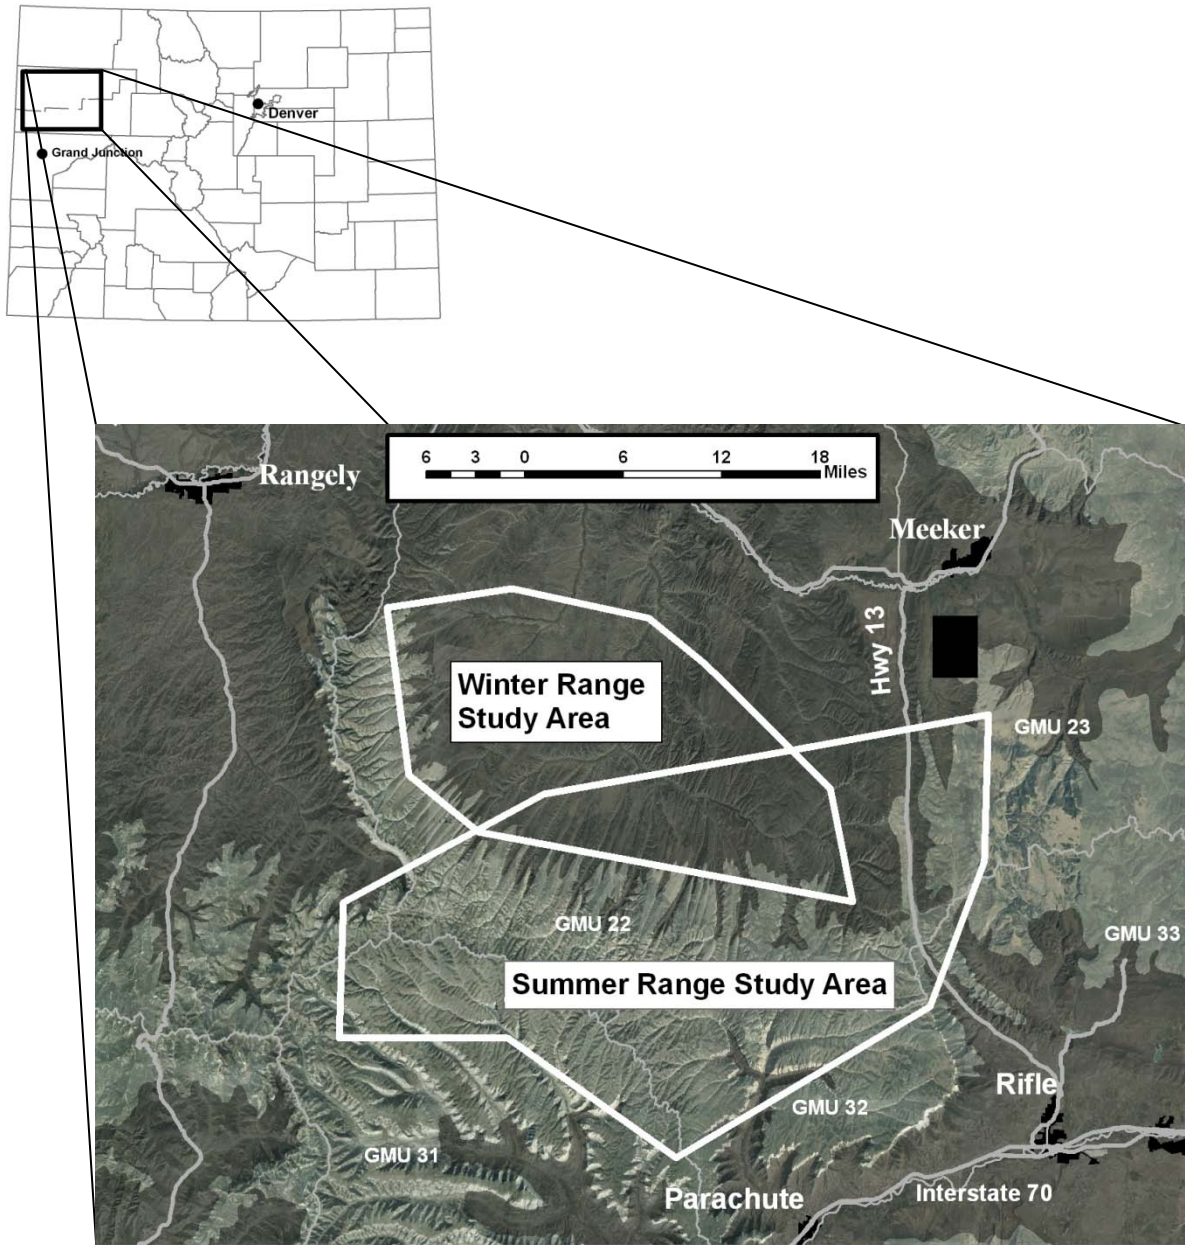 Denver
Grand Junction
6 3 0 6 12 18
Miles
Rangely
Meeker
Hwy 13
Winter Range
Study Area
GMU 23
GMU 22
GMU 33
Summer Range Study Area
Rifle
GMU 32
GMU 31
Parachute
Interstate 70